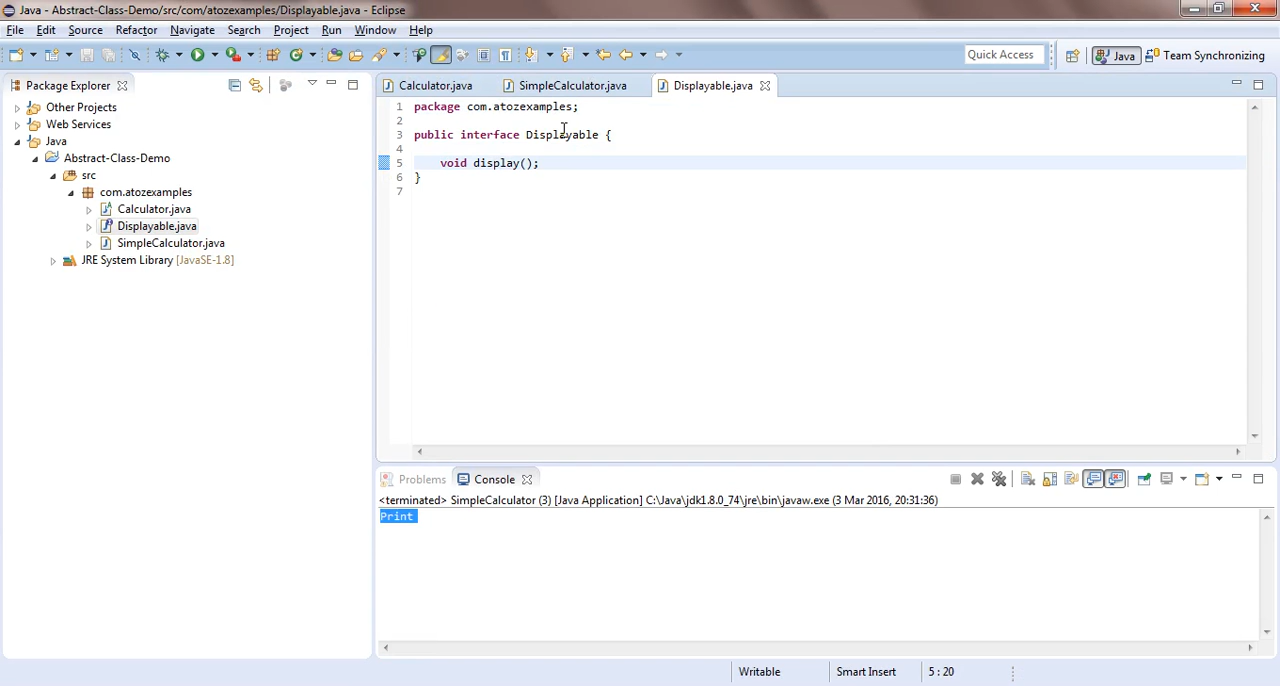 Java - Abstract-Class-Demo/src/com/atozexamples/Displayable.java - Eclipse
File Edit Source Refactor Navigate Search Project Run Window Help
Quick Access Java Team Synchronizing
Package Explorer
Other Projects
Web Services
Java
Abstract-Class-Demo
src
com.atozexamples
Calculator.java
Displayable.java
SimpleCalculator.java
JRE System Library [JavaSE-1.8]
Calculator.java SimpleCalculator.java Displayable.java
1 package com.atozexamples;
2
3 public interface Displayable {
4
5 void display();
6 }
7
Problems Console
<terminated> SimpleCalculator (3) [Java Application] C:\Java\jdk1.8.0_74\jre\bin\javaw.exe (3 Mar 2016, 20:31:36)
Print
Writable Smart Insert 5 : 20